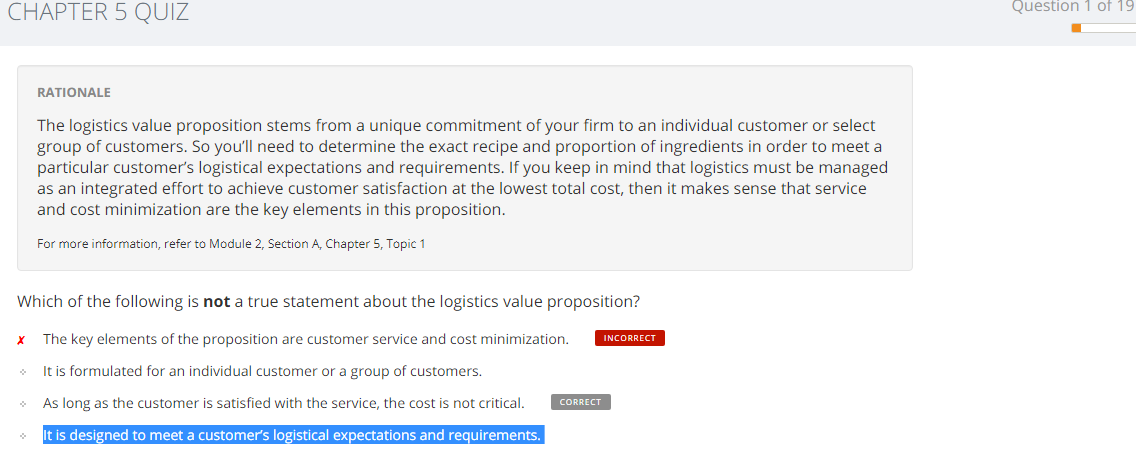 CHAPTER 5 QUIZ
Question 1 of 19
RATIONALE
The logistics value proposition stems from a unique commitment of your firm to an individual customer or select
group of customers. So you’ll need to determine the exact recipe and proportion of ingredients in order to meet a
particular customer’s logistical expectations and requirements. If you keep in mind that logistics must be managed
as an integrated effort to achieve customer satisfaction at the lowest total cost, then it makes sense that service
and cost minimization are the key elements in this proposition.
For more information, refer to Module 2, Section A, Chapter 5, Topic 1
Which of the following is not a true statement about the logistics value proposition?
The key elements of the proposition are customer service and cost minimization. INCORRECT
It is formulated for an individual customer or a group of customers.
As long as the customer is satisfied with the service, the cost is not critical. CORRECT
It is designed to meet a customer’s logistical expectations and requirements.